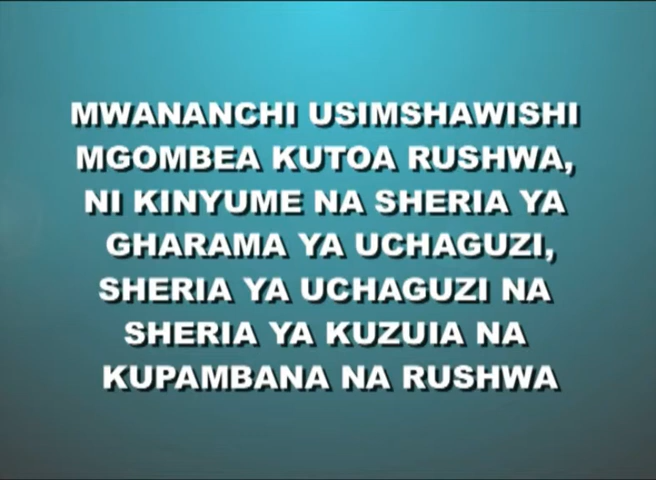 MWANANCHI USIMSHAWISHI
MGOMBEA KUTOA RUSHWA,
NI KINYUME NA SHERIA YA
GHARAMA YA UCHAGUZI,
SHERIA YA UCHAGUZI NA
SHERIA YA KUZUIA NA
KUPAMBANA NA RUSHWA